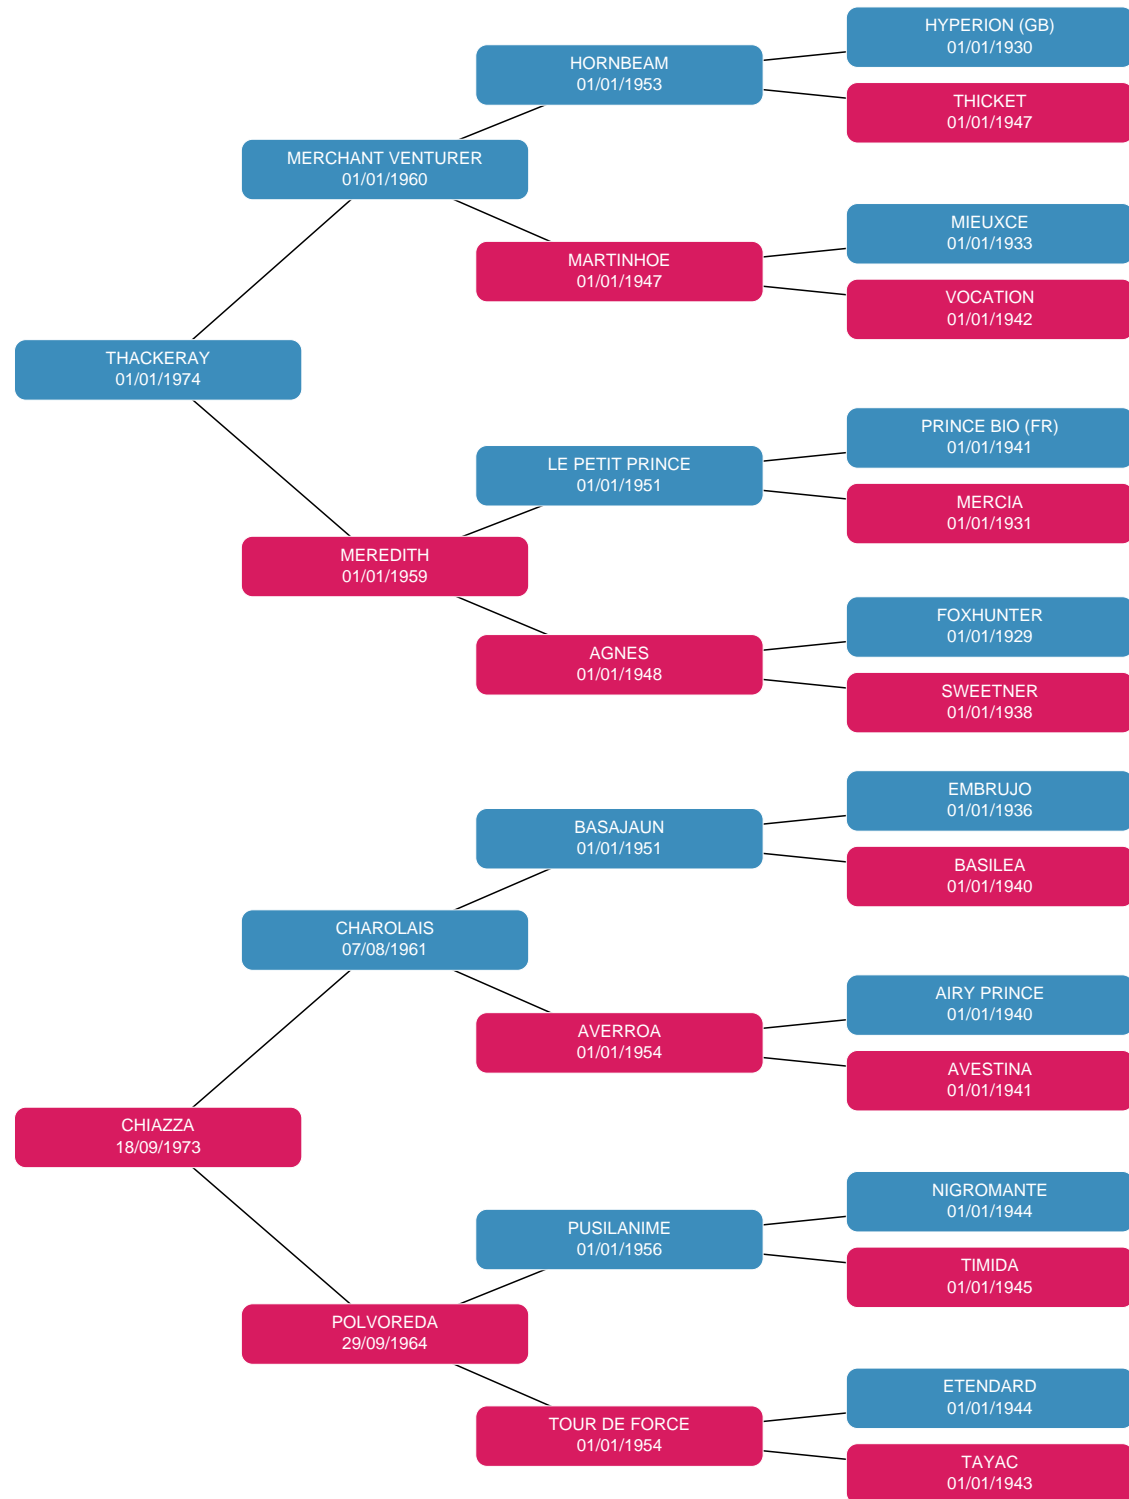 HYPERION (GB)
01/01/1930
HORNBEAM
01/01/1953
THICKET
01/01/1947
MERCHANT VENTURER
01/01/1960
MIEUXCE
01/01/1933
MARTINHOE
01/01/1947
VOCATION
01/01/1942
THACKERAY
01/01/1974
PRINCE BIO (FR)
01/01/1941
LE PETIT PRINCE
01/01/1951
MERCIA
01/01/1931
MEREDITH
01/01/1959
FOXHUNTER
01/01/1929
AGNES
01/01/1948
SWEETNER
01/01/1938
EMBRUJO
01/01/1936
BASAJAUN
01/01/1951
BASILEA
01/01/1940
CHAROLAIS
07/08/1961
AIRY PRINCE
01/01/1940
AVERROA
01/01/1954
AVESTINA
01/01/1941
CHIAZZA
18/09/1973
NIGROMANTE
01/01/1944
PUSILANIME
01/01/1956
TIMIDA
01/01/1945
POLVOREDA
29/09/1964
ETENDARD
01/01/1944
TOUR DE FORCE
01/01/1954
TAYAC
01/01/1943